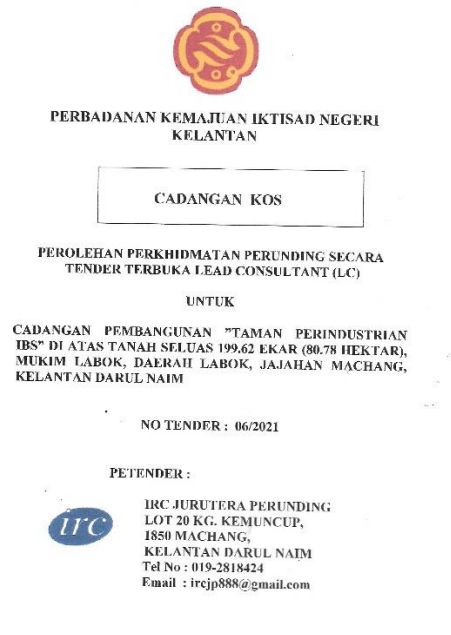 PERBADANAN KEMAJUAN IKTISAD NEGERI
KELANTAN
CADANGAN KOS
PEROLEHAN PERKHIDMATAN PERUNDING SECARA
TENDER TERBUKA LEAD CONSULTANT (LC)
UNTUK
CADANGAN PEMBANGUNAN "TAMAN PERINDUSTRIAN
IBS" DI ATAS TANAH SELUAS 199.62 EKAR (80.78 HEKTAR),
MUKIM LABOK, DAERAH LABOK, JAJAHAN MACHANG,
KELANTAN DARUL NAIM
NO TENDER : 06/2021
PETENDER :
irc
IRC JURUTERA PERUNDING
LOT 20 KG. KEMUNCUP,
1850 MACHANG,
KELANTAN DARUL NAIM
Tel No : 019-2818424
Email : ircjp888@gmail.com